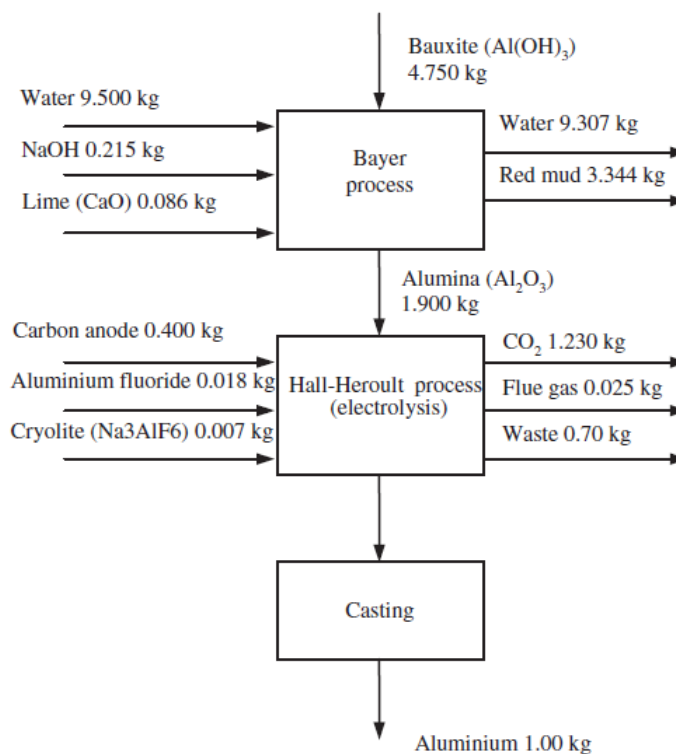 Bauxite (Al(OH)₃)
4.750 kg
Water 9.500 kg
NaOH 0.215 kg
Lime (CaO) 0.086 kg
Bayer
process
Water 9.307 kg
Red mud 3.344 kg
Alumina (Al₂O₃)
1.900 kg
Carbon anode 0.400 kg
Aluminium fluoride 0.018 kg
Cryolite (Na3AlF6) 0.007 kg
Hall-Heroult process
(electrolysis)
CO₂ 1.230 kg
Flue gas 0.025 kg
Waste 0.70 kg
Casting
Aluminium 1.00 kg